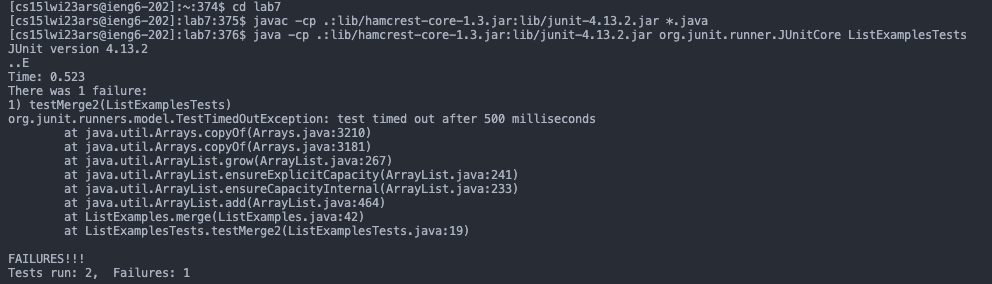 [cs15lwi23ars@ieng6-202]:~:374$ cd lab7
[cs15lwi23ars@ieng6-202]:lab7:375$ javac -cp .:lib/hamcrest-core-1.3.jar:lib/junit-4.13.2.jar *.java
[cs15lwi23ars@ieng6-202]:lab7:376$ java -cp .:lib/hamcrest-core-1.3.jar:lib/junit-4.13.2.jar org.junit.runner.JUnitCore ListExamplesTests
JUnit version 4.13.2
..E
Time: 0.523
There was 1 failure:
1) testMerge2(ListExamplesTests)
org.junit.runners.model.TestTimedOutException: test timed out after 500 milliseconds
        at java.util.Arrays.copyOf(Arrays.java:3210)
        at java.util.Arrays.copyOf(Arrays.java:3181)
        at java.util.ArrayList.grow(ArrayList.java:267)
        at java.util.ArrayList.ensureExplicitCapacity(ArrayList.java:241)
        at java.util.ArrayList.ensureCapacityInternal(ArrayList.java:233)
        at java.util.ArrayList.add(ArrayList.java:464)
        at ListExamples.merge(ListExamples.java:42)
        at ListExamplesTests.testMerge2(ListExamplesTests.java:19)

FAILURES!!!
Tests run: 2,  Failures: 1